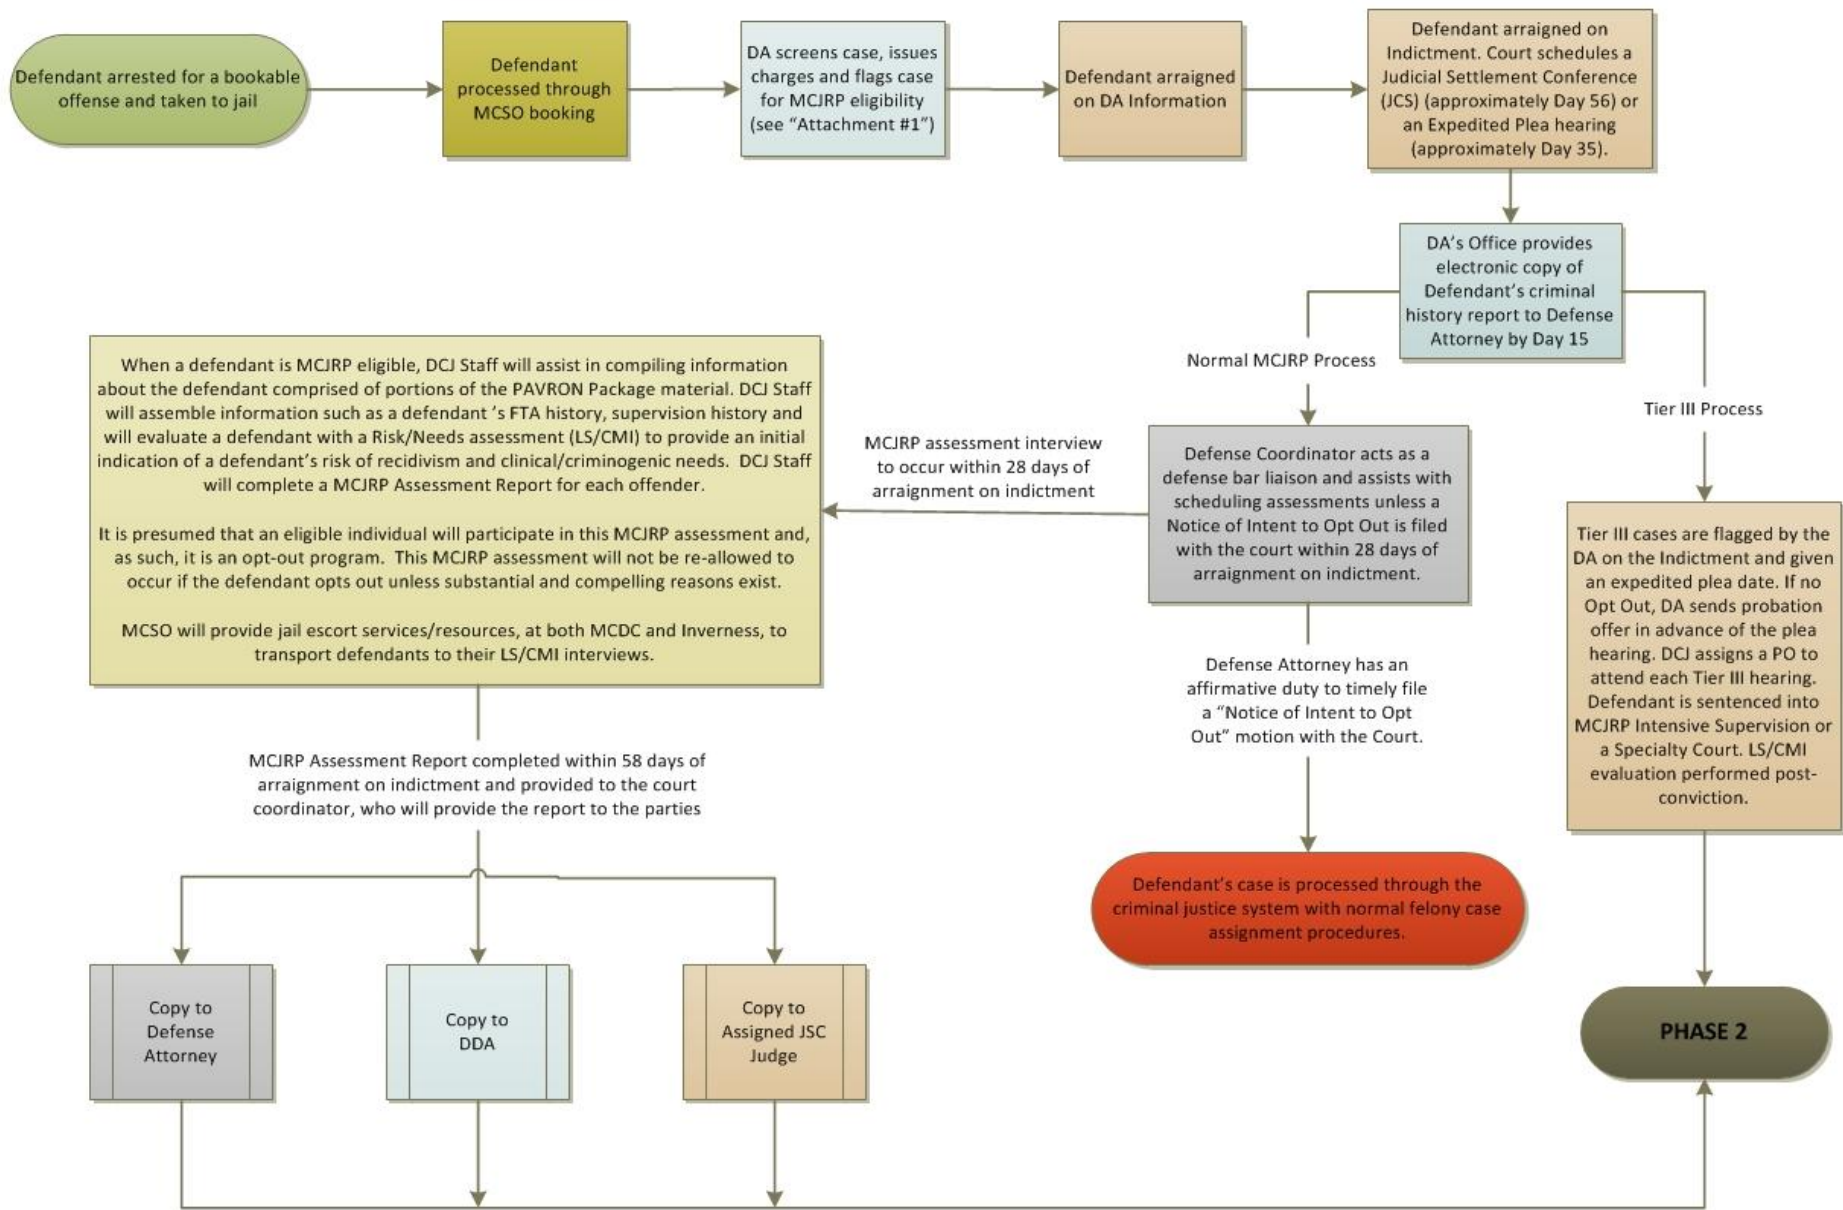 Defendant arrested for a bookable
offense and taken to jail
Defendant
processed through
MCSO booking
DA screens case, issues
charges and flags case
for MCJRP eligibility
(see “Attachment #1”)
Defendant arraigned
on DA Information
Defendant arraigned on
Indictment. Court schedules a
Judicial Settlement Conference
(JCS) (approximately Day 56) or
an Expedited Plea hearing
(approximately Day 35).
DA’s Office provides
electronic copy of
Defendant’s criminal
history report to Defense
Attorney by Day 15
Normal MCJRP Process
Tier III Process
When a defendant is MCJRP eligible, DCJ Staff will assist in compiling information
about the defendant comprised of portions of the PAVRON Package material. DCJ Staff
will assemble information such as a defendant ’s FTA history, supervision history and
will evaluate a defendant with a Risk/Needs assessment (LS/CMI) to provide an initial
indication of a defendant’s risk of recidivism and clinical/criminogenic needs. DCJ Staff
will complete a MCJRP Assessment Report for each offender.
It is presumed that an eligible individual will participate in this MCJRP assessment and,
as such, it is an opt-out program. This MCJRP assessment will not be re-allowed to
occur if the defendant opts out unless substantial and compelling reasons exist.
MCSO will provide jail escort services/resources, at both MCDC and Inverness, to
transport defendants to their LS/CMI interviews.
MCJRP assessment interview
to occur within 28 days of
arraignment on indictment
Defense Coordinator acts as a
defense bar liaison and assists with
scheduling assessments unless a
Notice of Intent to Opt Out is filed
with the court within 28 days of
arraignment on indictment.
Tier III cases are flagged by the
DA on the Indictment and given
an expedited plea date. If no
Opt Out, DA sends probation
offer in advance of the plea
hearing. DCJ assigns a PO to
attend each Tier III hearing.
Defendant is sentenced into
MCJRP Intensive Supervision or
a Specialty Court. LS/CMI
evaluation performed post-
conviction.
Defense Attorney has an
affirmative duty to timely file
a “Notice of Intent to Opt
Out” motion with the Court.
MCJRP Assessment Report completed within 58 days of
arraignment on indictment and provided to the court
coordinator, who will provide the report to the parties
Defendant’s case is processed through the
criminal justice system with normal felony case
assignment procedures.
Copy to
Defense
Attorney
Copy to
DDA
Copy to
Assigned JSC
Judge
PHASE 2